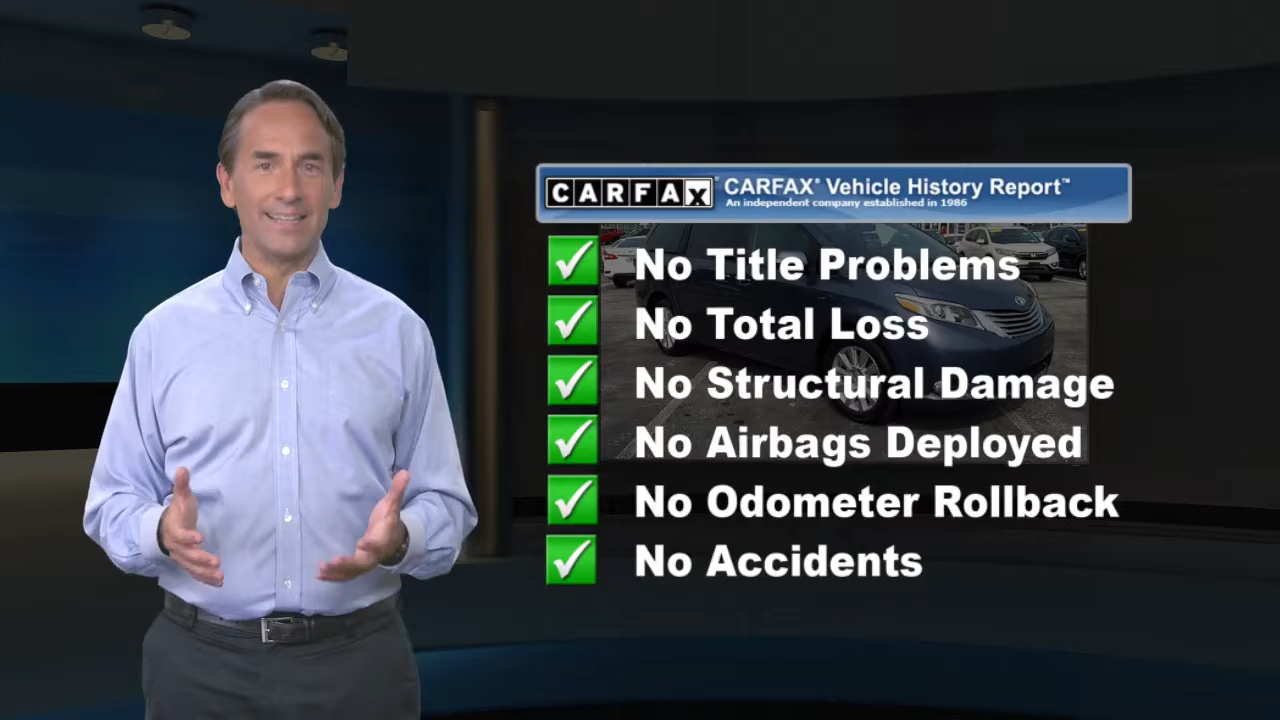 CARFAX
CARFAX® Vehicle History Report™
An independent company established in 1986
No Title Problems
No Total Loss
No Structural Damage
No Airbags Deployed
No Odometer Rollback
No Accidents